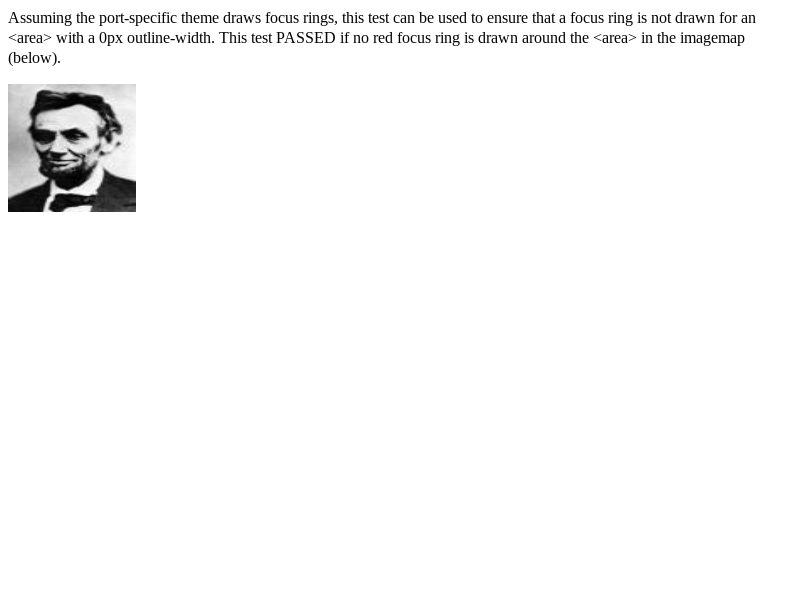 Assuming the port-specific theme draws focus rings, this test can be used to ensure that a focus ring is not drawn for an
<area> with a 0px outline-width. This test PASSED if no red focus ring is drawn around the <area> in the imagemap
(below).